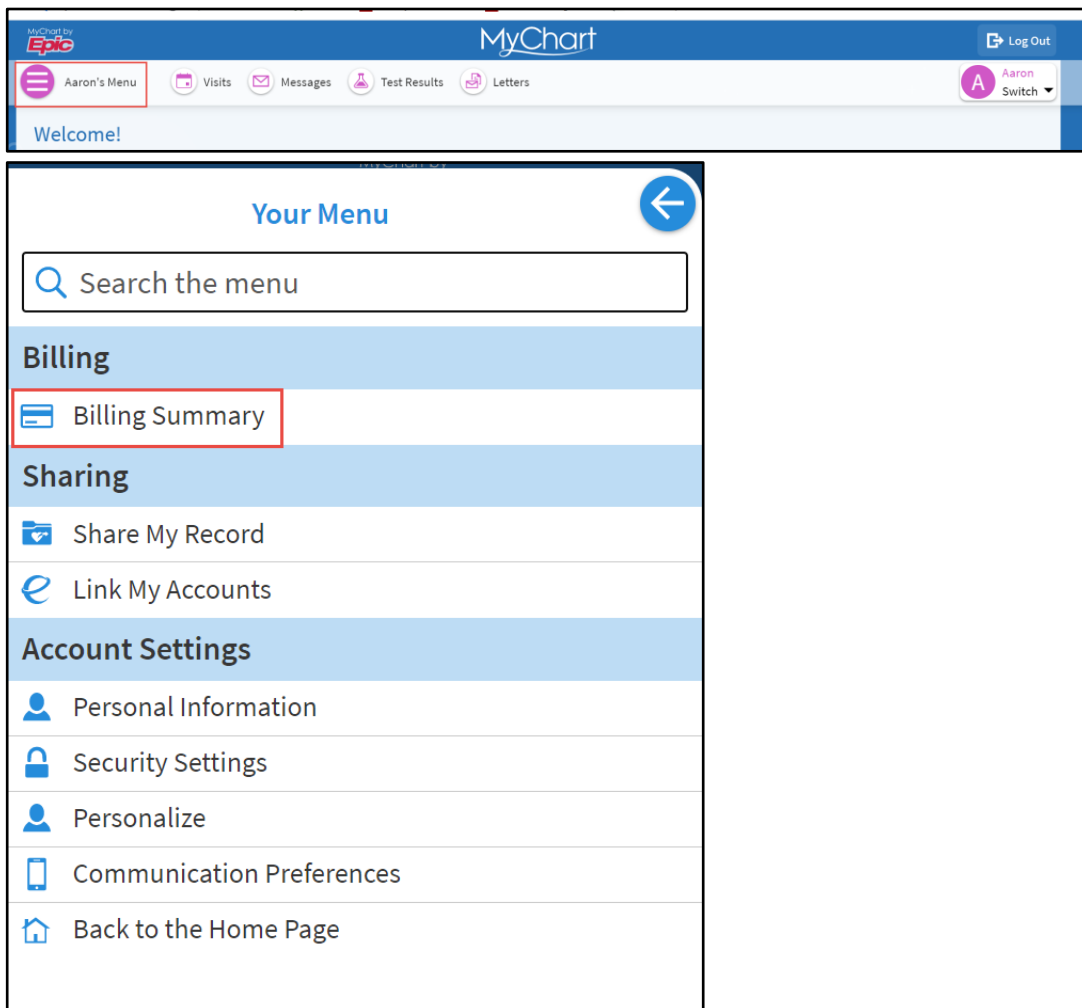 MyChart by
Epic
MyChart
Log Out
Aaron's Menu
Visits
Messages
Test Results
Letters
A
Aaron
Switch
Welcome!
MyChart by
Your Menu
Search the menu
Billing
Billing Summary
Sharing
Share My Record
Link My Accounts
Account Settings
Personal Information
Security Settings
Personalize
Communication Preferences
Back to the Home Page